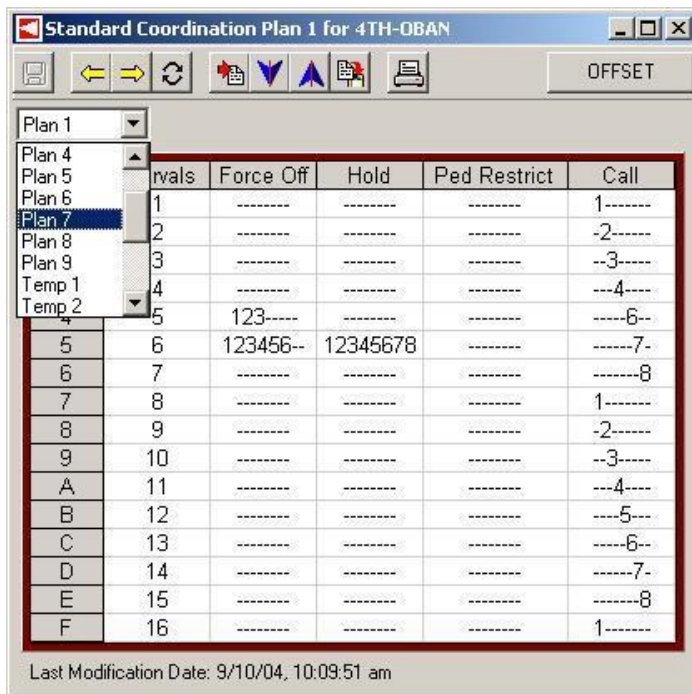 Standard Coordination Plan 1 for 4TH-OBAN
OFFSET
Plan 1
Plan 4
Plan 5
Plan 6
Plan 7
Plan 8
Plan 9
Temp 1
Temp 2
rvals Force Off Hold Ped Restrict Call
1 -------- -------- -------- 1-------
2 -------- -------- -------- -2------
3 -------- -------- -------- --3-----
4 -------- -------- -------- ---4----
4 5 123----- -------- -------- -----6--
5 6 123456-- 12345678 -------- ------7-
6 7 -------- -------- -------- -------8
7 8 -------- -------- -------- 1-------
8 9 -------- -------- -------- -2------
9 10 -------- -------- -------- --3-----
A 11 -------- -------- -------- ---4----
B 12 -------- -------- -------- ----5---
C 13 -------- -------- -------- -----6--
D 14 -------- -------- -------- ------7-
E 15 -------- -------- -------- -------8
F 16 -------- -------- -------- 1-------
Last Modification Date: 9/10/04, 10:09:51 am